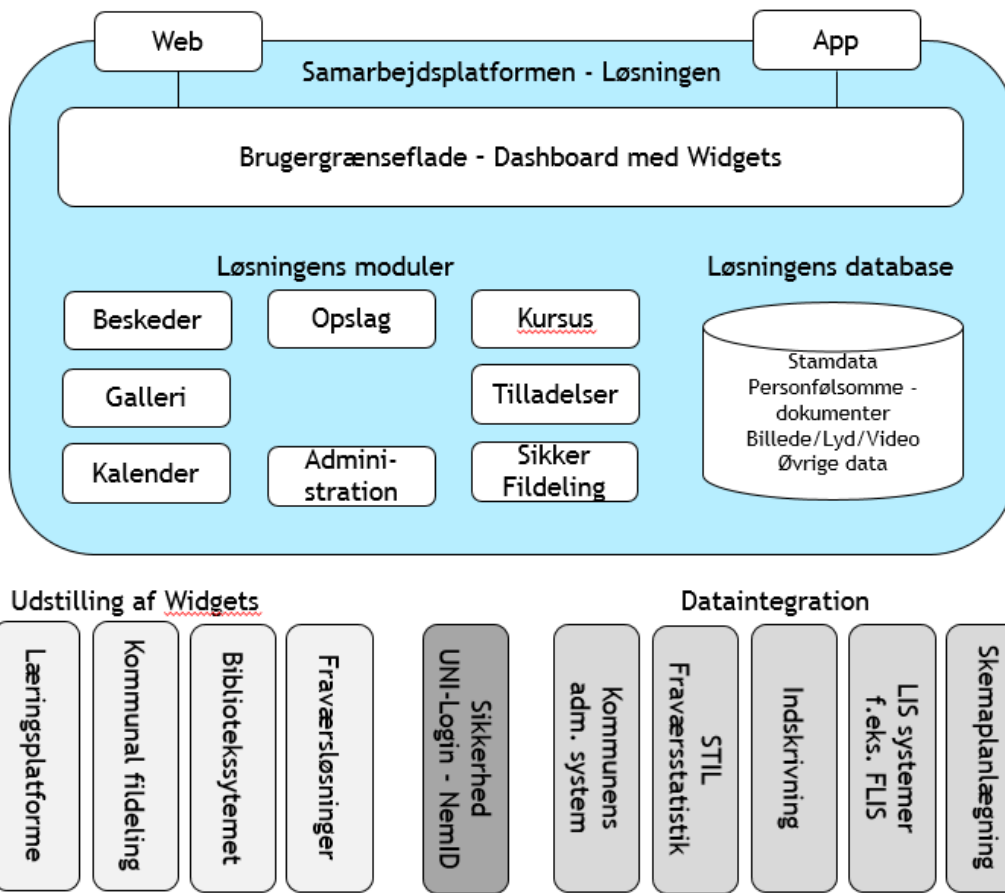 Web
App
Samarbejdsplatformen - Løsningen
Brugergrænseflade - Dashboard med Widgets
Løsningens moduler
Løsningens database
Beskeder
Opslag
Kursus
Galleri
Tilladelser
Kalender
Admini-
stration
Sikker
Fildeling
Stamdata
Personfølsomme -
dokumenter
Billede/Lyd/Video
Øvrige data
Udstilling af Widgets
Dataintegration
Læringsplatforme
Kommunal fildeling
Bibliotekssytemet
Fraværsløsninger
Sikkerhed
UNI-Login - NemID
Kommunens
adm. system
STIL
Fraværsstatistik
Indskrivning
LIS systemer
f.eks. FLIS
Skemaplanlægning